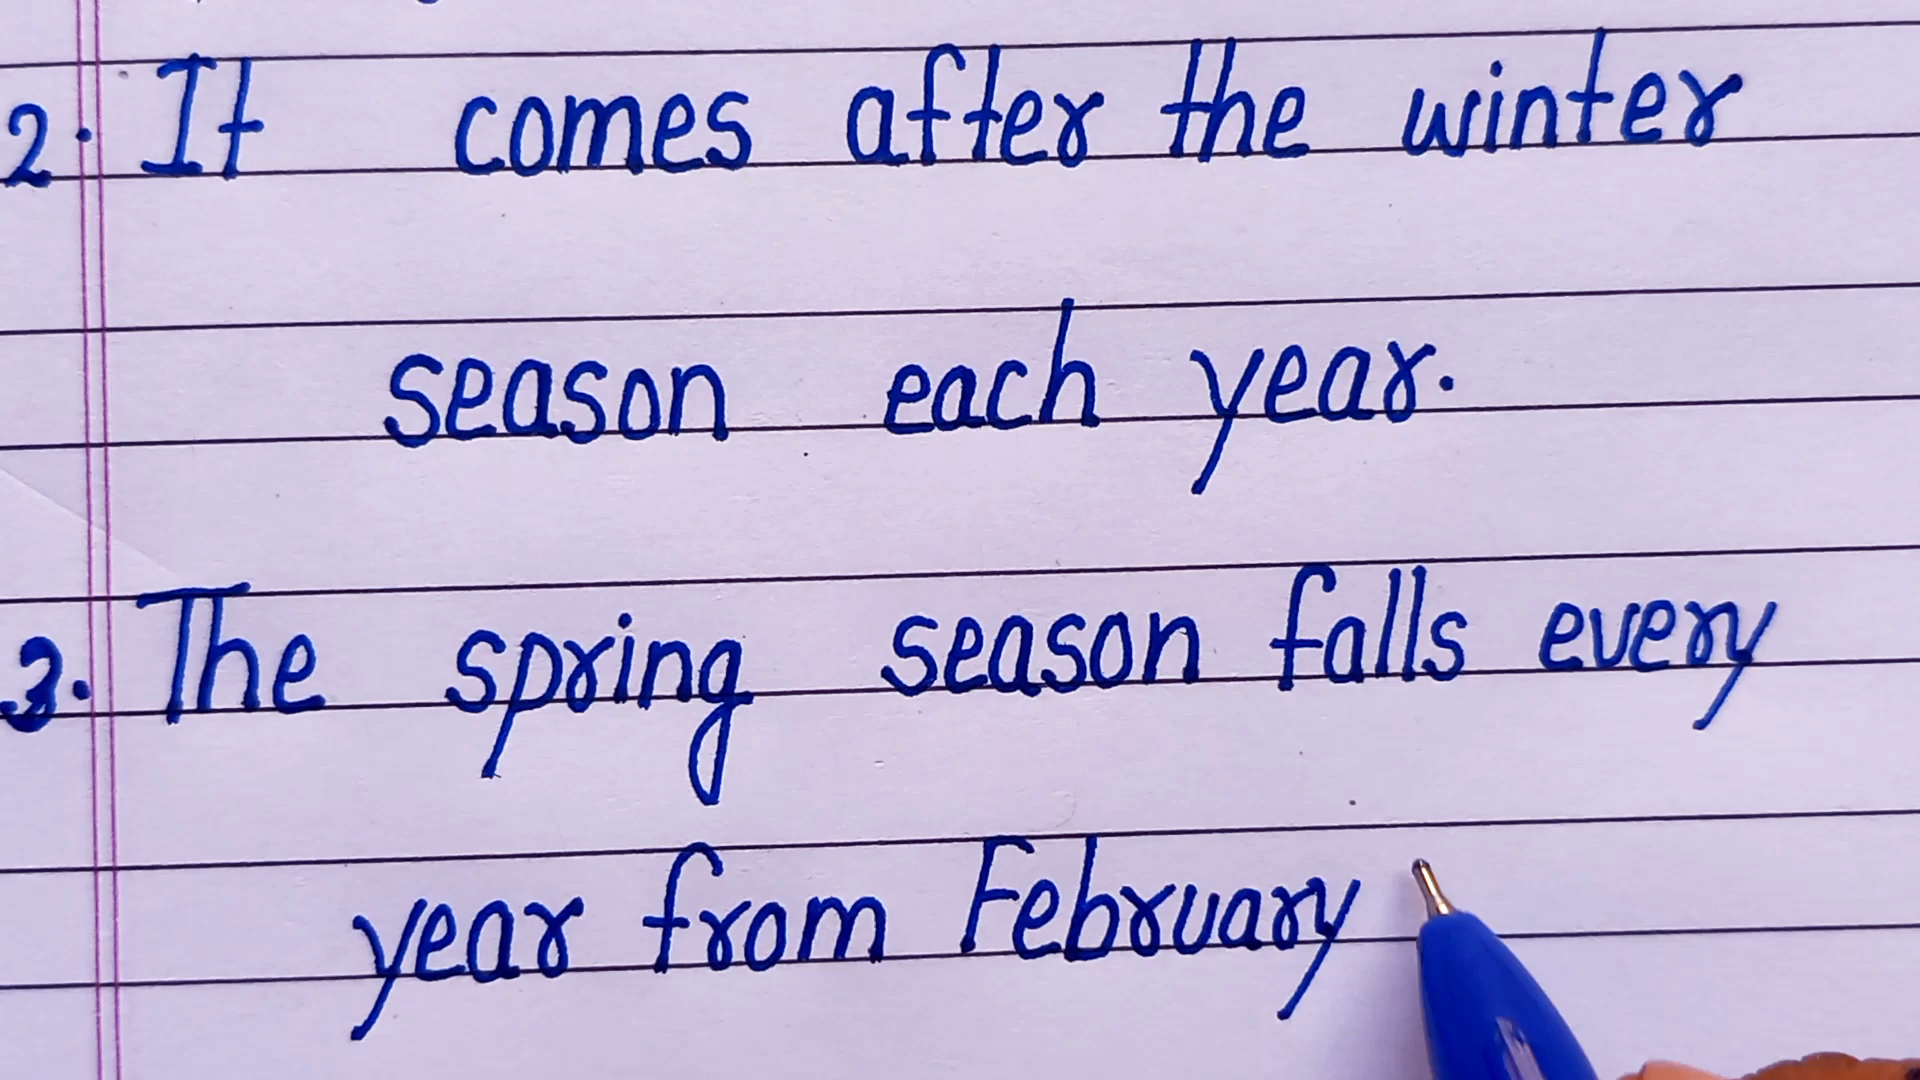 2. It comes after the winter
season each year.
3. The spring season falls every
year from February